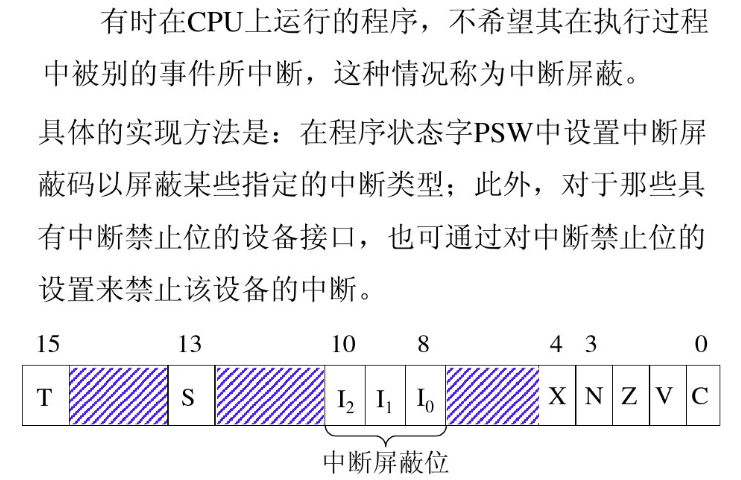 有时在CPU上运行的程序，不希望其在执行过程
中被别的事件所中断，这种情况称为中断屏蔽。
具体的实现方法是：在程序状态字PSW中设置中断屏
蔽码以屏蔽某些指定的中断类型；此外，对于那些具
有中断禁止位的设备接口，也可通过对中断禁止位的
设置来禁止该设备的中断。
15 13 10 8 4 3 0
T S I₂ I₁ I₀ X N Z V C
中断屏蔽位